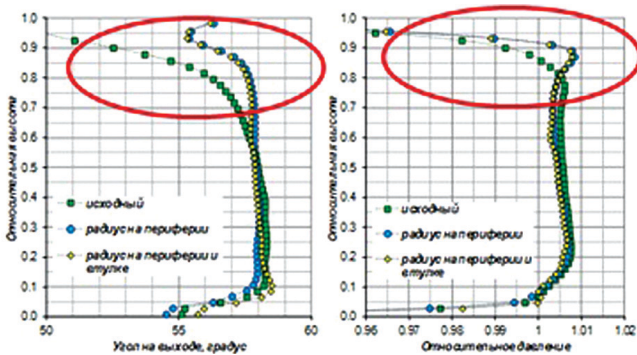 Относительная высота
1.0
0.9
0.8
0.7
0.6
0.5
0.4
0.3
0.2
0.1
0.0
исходный
радиус на периферии
радиус на периферии и втулке
50
55
60
Угол на выходе, градус
Относительная высота
1.0
0.9
0.8
0.7
0.6
0.5
0.4
0.3
0.2
0.1
0.0
исходный
радиус на периферии
радиус на периферии и
втулке
0.96
0.97
0.98
0.99
1
1.01
1.02
Относительное давление